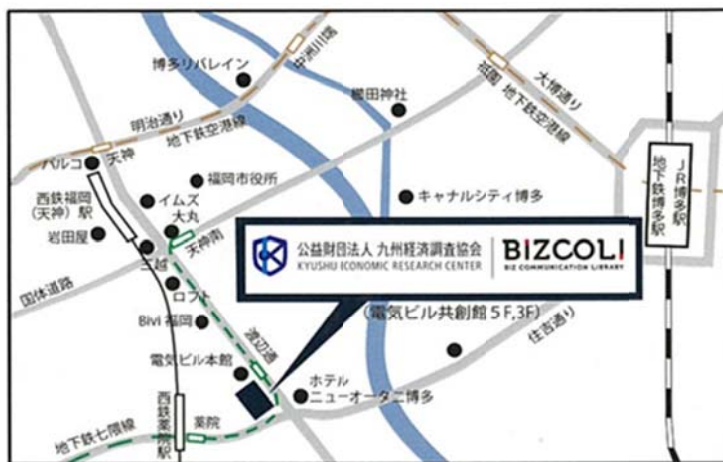 博多リバレイン
中洲川端
櫛田神社
祇園
大博通り
地下鉄空港線
明治通り
地下鉄空港線
パルコ
天神
福岡市役所
西鉄福岡
(天神)駅
イムズ
大丸
キャナルシティ博多
岩田屋
天神南
三越
JR博多駅
地下鉄博多駅
公益財団法人 九州経済調査協会
KYUSHU ICONOMIC RESEARCH CENTER
BIZCOLI
BIZ COMMUNICATION LIBRARY
国体道路
ロフト
(電気ビル共創館5F,3F)
Bivi 福岡
渡辺通
住吉通り
電気ビル本館
ホテル
ニューオータニ博多
西鉄薬院駅
薬院
地下鉄七隈線